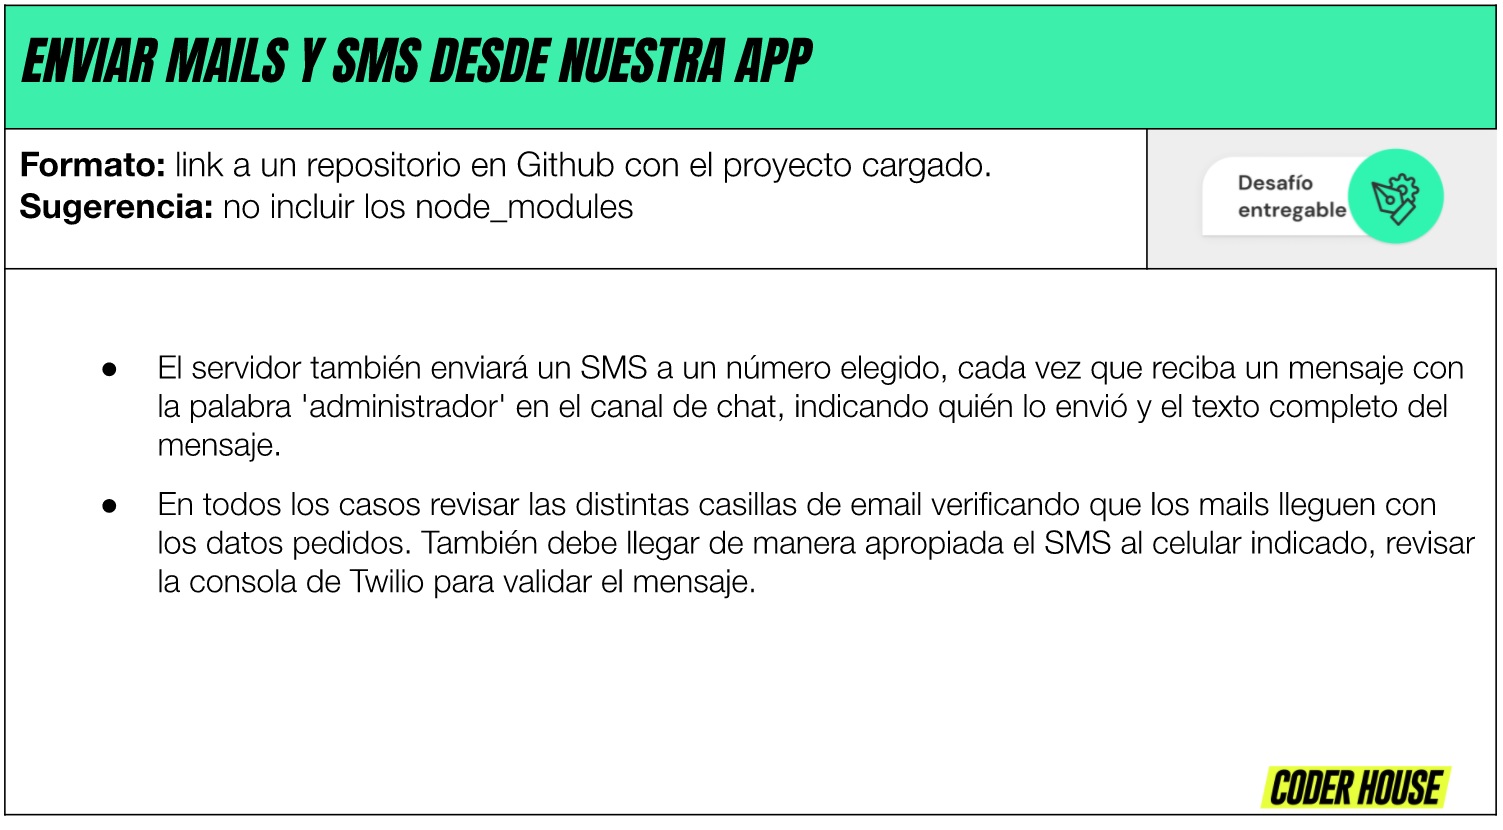 ENVIAR MAILS Y SMS DESDE NUESTRA APP
Formato: link a un repositorio en Github con el proyecto cargado.
Sugerencia: no incluir los node_modules
Desafío
entregable
● El servidor también enviará un SMS a un número elegido, cada vez que reciba un mensaje con
la palabra 'administrador' en el canal de chat, indicando quién lo envió y el texto completo del
mensaje.
● En todos los casos revisar las distintas casillas de email verificando que los mails lleguen con
los datos pedidos. También debe llegar de manera apropiada el SMS al celular indicado, revisar
la consola de Twilio para validar el mensaje.
CODER HOUSE